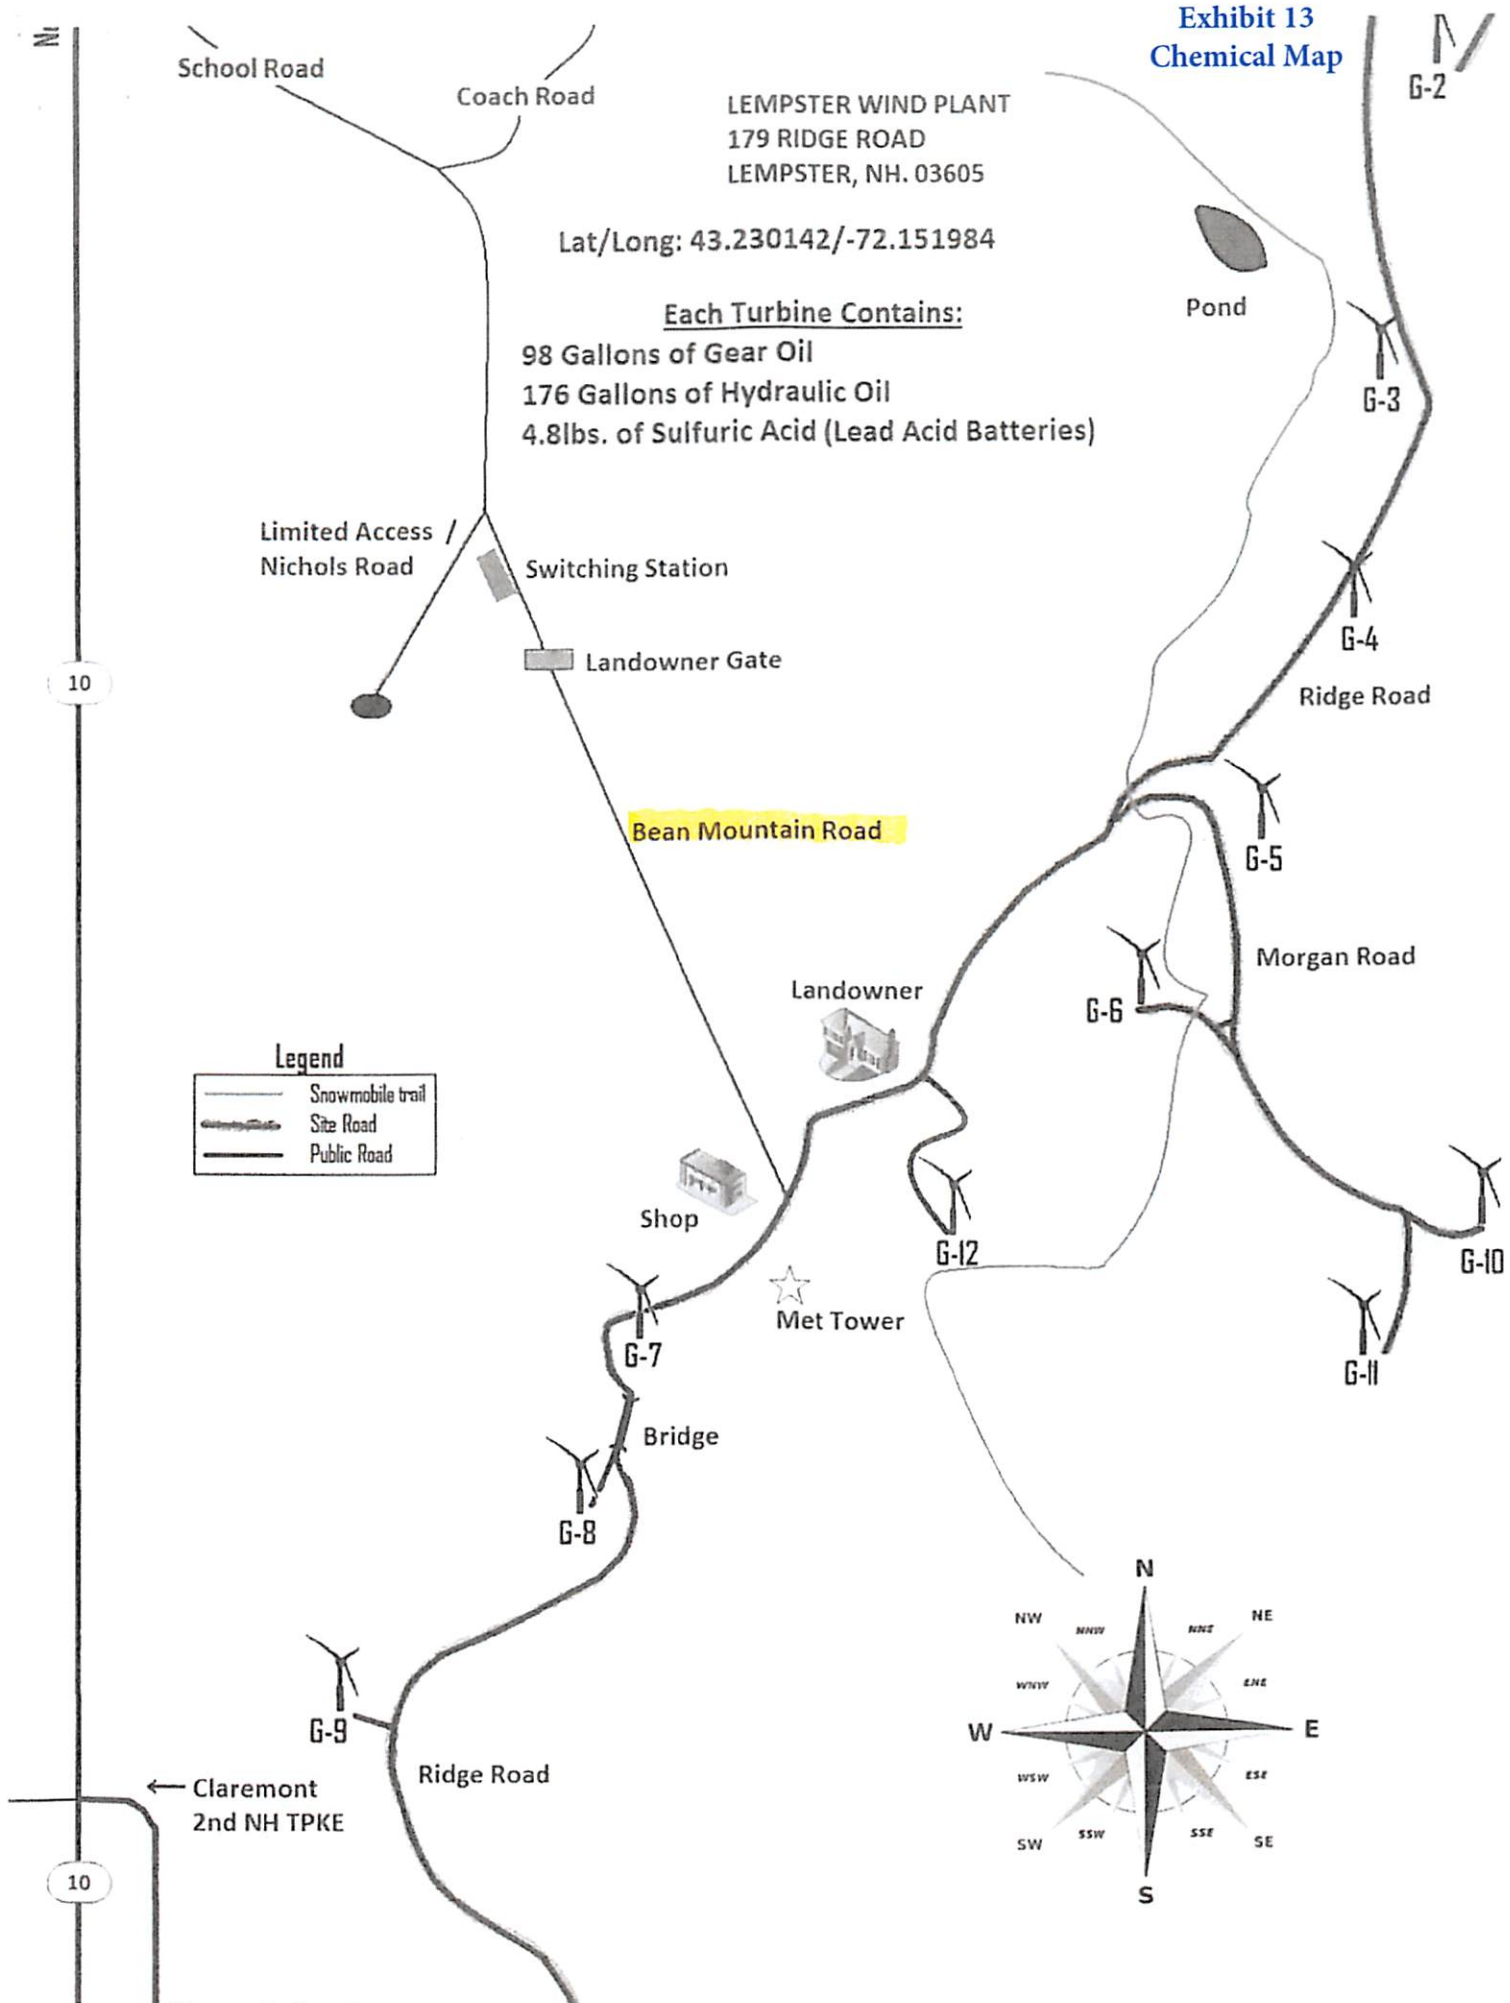 Exhibit 13
Chemical Map
G-2
School Road
Coach Road
LEMPSTER WIND PLANT
179 RIDGE ROAD
LEMPSTER, NH. 03605
Lat/Long: 43.230142/-72.151984
Pond
Each Turbine Contains:
98 Gallons of Gear Oil
176 Gallons of Hydraulic Oil
4.8lbs. of Sulfuric Acid (Lead Acid Batteries)
G-3
Limited Access /
Nichols Road
Switching Station
G-4
Landowner Gate
10
Ridge Road
Bean Mountain Road
G-5
Morgan Road
Landowner
G-6
Legend
Snowmobile trail
Site Road
Public Road
Shop
G-12
G-10
Met Tower
G-7
G-11
Bridge
G-8
N
NW
NNW
NNE
NE
WNW
ENE
G-9
W
E
Ridge Road
Claremont
2nd NH TPKE
WSW
ESE
SW
SSW
SSE
SE
10
S